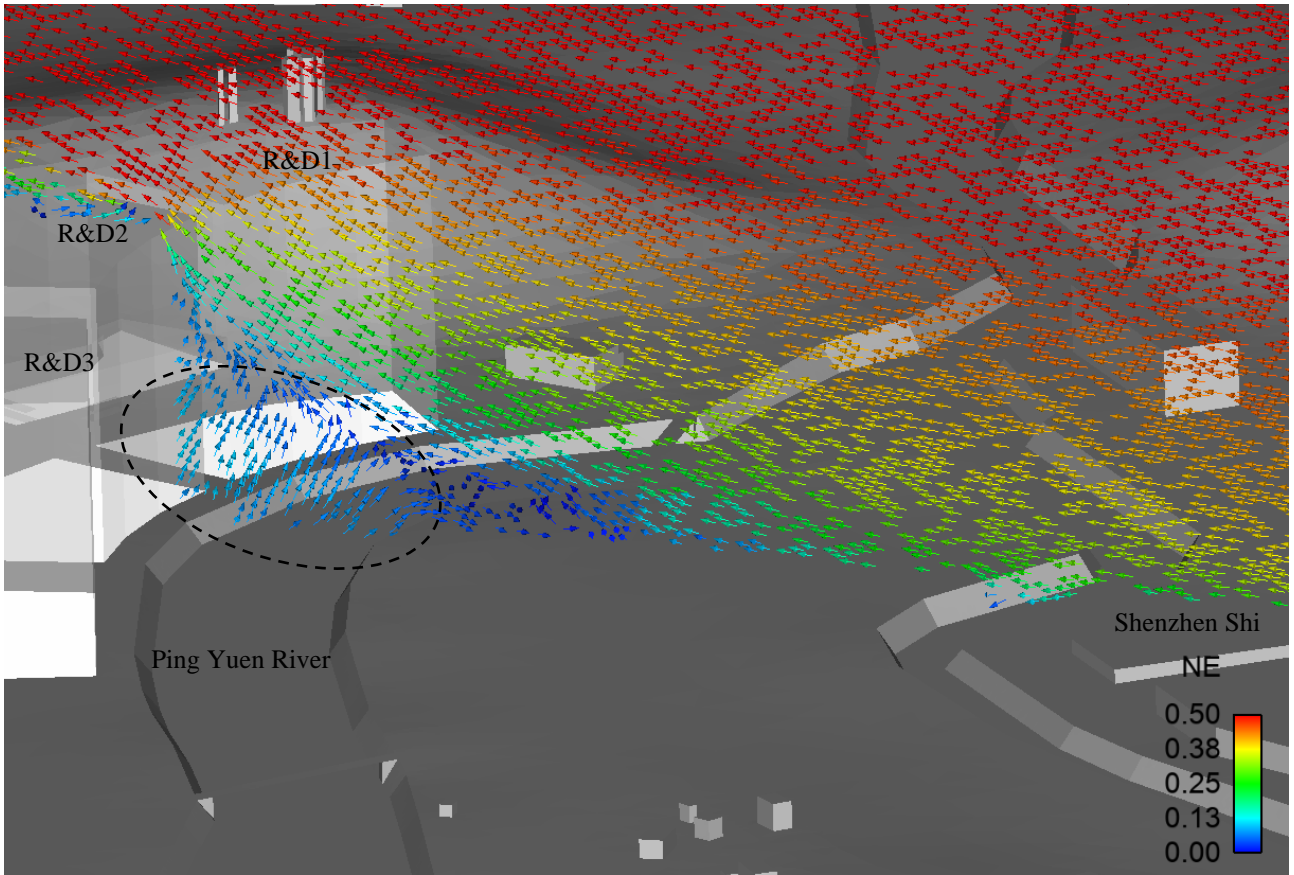 R&D1
R&D2
R&D3
Ping Yuen River
Shenzhen Shi
NE
0.50
0.38
0.25
0.13
0.00